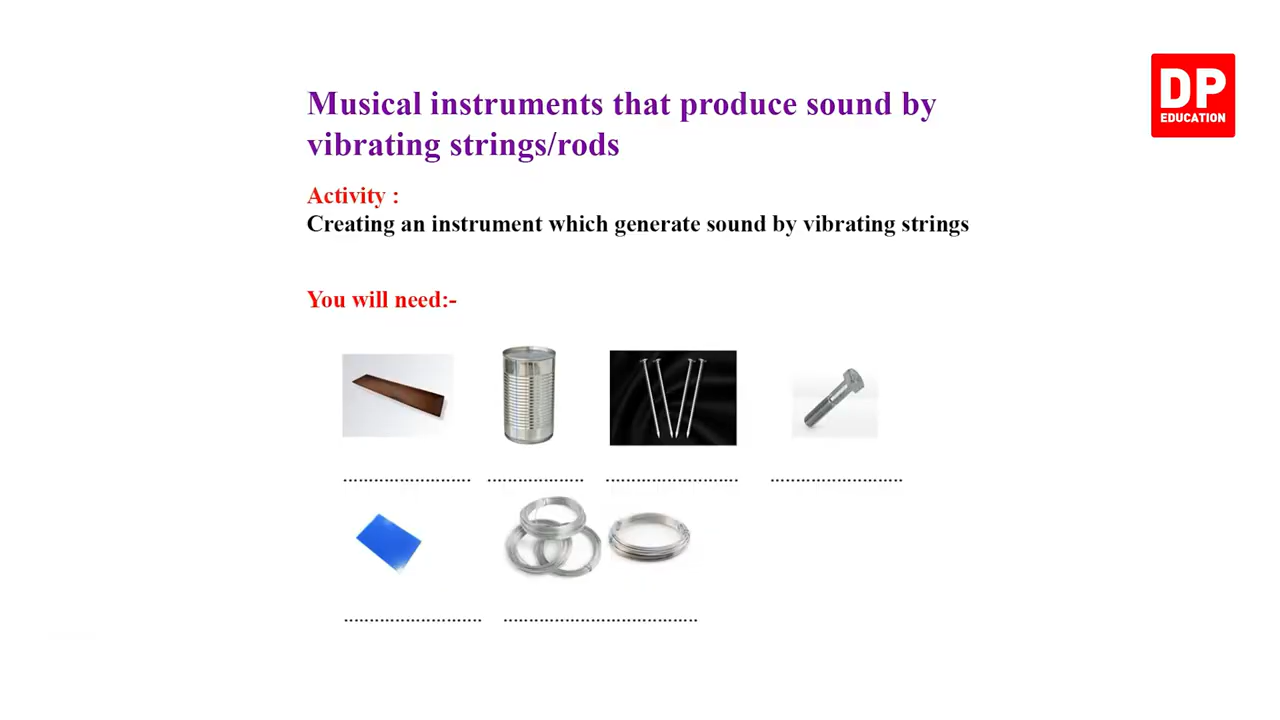 DP
EDUCATION
Musical instruments that produce sound by
vibrating strings/rods
Activity :
Creating an instrument which generate sound by vibrating strings
You will need:-
........................ .................... ......................... .........................
.......................... .....................................